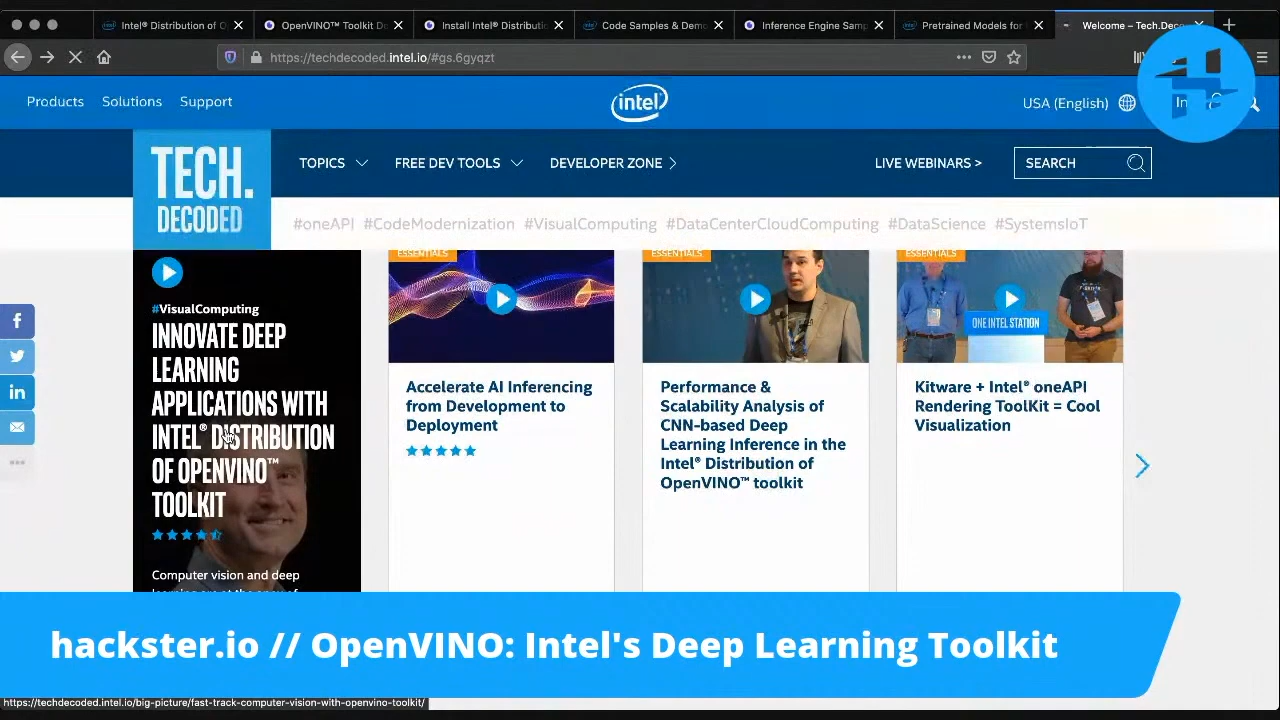 Intel® Distribution of O
OpenVINO™ Toolkit Do
Install Intel® Distributio
Code Samples & Demo
Inference Engine Samp
Pretrained Models for
Welcome – Tech.Deco
https://techdecoded.intel.io/#gs.6gyqzt
Products Solutions Support
intel
USA (English)
TECH.
DECODED
TOPICS
FREE DEV TOOLS
DEVELOPER ZONE
LIVE WEBINARS >
SEARCH
#oneAPI #CodeModernization #VisualComputing #DataCenterCloudComputing #DataScience #SystemsIoT
#VisualComputing
INNOVATE DEEP
LEARNING
APPLICATIONS WITH
INTEL® DISTRIBUTION
OF OPENVINO™
TOOLKIT
Computer vision and deep
ESSENTIALS
Accelerate AI Inferencing
from Development to
Deployment
ESSENTIALS
Performance &
Scalability Analysis of
CNN-based Deep
Learning Inference in the
Intel® Distribution of
OpenVINO™ toolkit
ESSENTIALS
ONE INTEL STATION
Kitware + Intel® oneAPI
Rendering ToolKit = Cool
Visualization
hackster.io // OpenVINO: Intel's Deep Learning Toolkit
https://techdecoded.intel.io/big-picture/fast-track-computer-vision-with-openvino-toolkit/